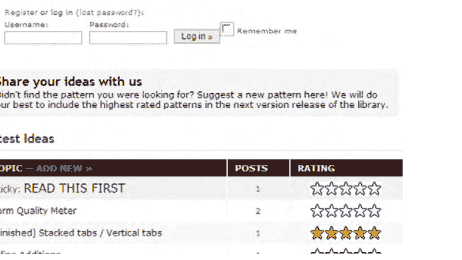 Register or log in (lost password?):
Username: Password:
Log in » Remember me
Share your ideas with us
Didn't find the pattern you were looking for? Suggest a new pattern here! We will do
our best to include the highest rated patterns in the next version release of the library.
test Ideas
OPIC — ADD NEW » POSTS RATING
icky: READ THIS FIRST 1
orm Quality Meter 2
inished] Stacked tabs / Vertical tabs 1